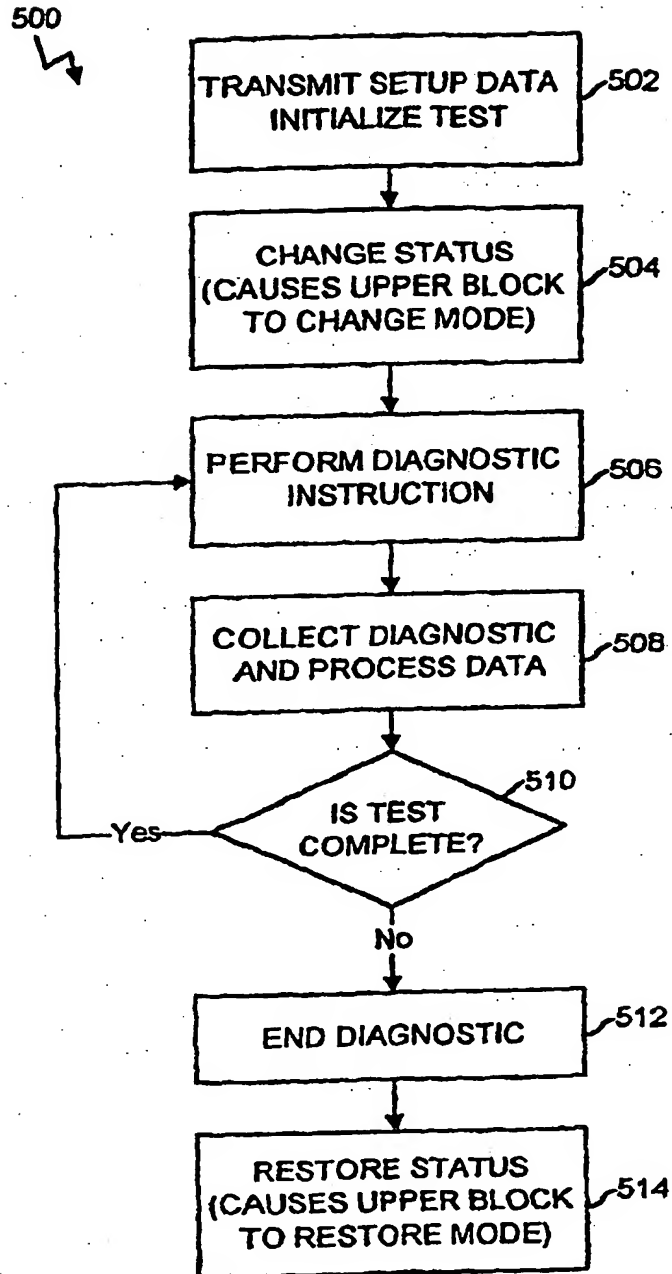 500
TRANSMIT SETUP DATA
INITIALIZE TEST
502
CHANGE STATUS
(CAUSES UPPER BLOCK
TO CHANGE MODE)
504
PERFORM DIAGNOSTIC
INSTRUCTION
506
COLLECT DIAGNOSTIC
AND PROCESS DATA
508
IS TEST
COMPLETE?
510
Yes
No
END DIAGNOSTIC
512
RESTORE STATUS
(CAUSES UPPER BLOCK
TO RESTORE MODE)
514